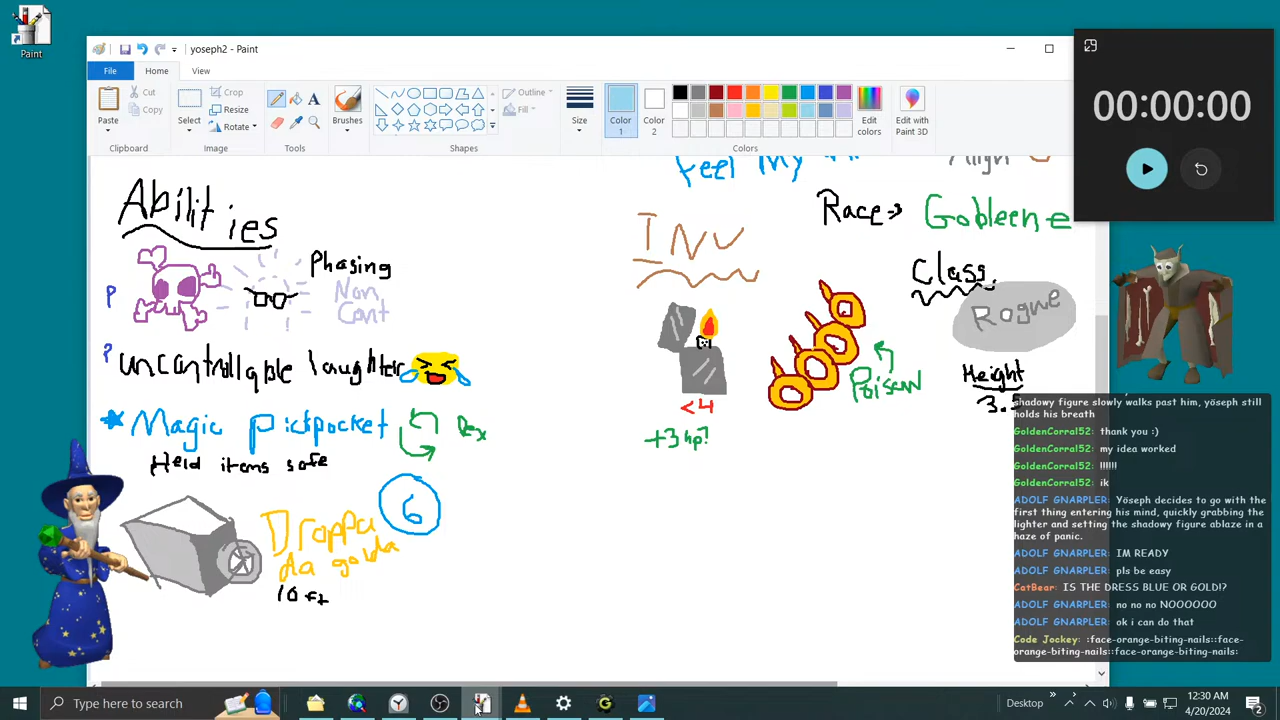 Paint
yoseph2 - Paint
File
Home
View
Paste
Cut
Copy
Clipboard
Select
Crop
Resize
Rotate
Image
Tools
Brushes
Shapes
Outline
Fill
Size
Color 1
Color 2
Edit colors
Edit with Paint 3D
Colors
00:00:00
Feel My
Align
Race
Gobleene
Abilities
INV
Phasing
Non
Cont
Class
Rogue
P
P
uncontrollable laughter
Height
3.5
Poison
<4
+3 hp?
Magic pickpocket
Dex
Held items safe
6
Droppa
da golda
10 ft
shadowy figure slowly walks past him, yöseph still holds his breath
GoldenCorral52: thank you :)
GoldenCorral52: my idea worked
GoldenCorral52: !!!!!!
GoldenCorral52: ik
ADOLF GNARPLER: Yöseph decides to go with the first thing entering his mind, quickly grabbing the lighter and setting the shadowy figure ablaze in a haze of panic.
ADOLF GNARPLER: IM READY
ADOLF GNARPLER: pls be easy
CatBear: IS THE DRESS BLUE OR GOLD!?
ADOLF GNARPLER: no no no NOOOOOO
ADOLF GNARPLER: ok i can do that
Code Jockey: :face-orange-biting-nails::face-orange-biting-nails::face-orange-biting-nails:
Type here to search
Desktop
12:30 AM
4/20/2024
2